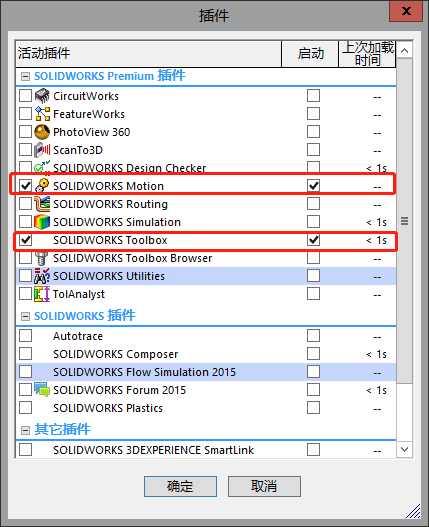 插件
活动插件 启动 上次加载
时间
SOLIDWORKS Premium 插件
CircuitWorks --
FeatureWorks --
PhotoView 360 --
ScanTo3D --
SOLIDWORKS Design Checker < 1s
SOLIDWORKS Motion --
SOLIDWORKS Routing --
SOLIDWORKS Simulation < 1s
SOLIDWORKS Toolbox < 1s
SOLIDWORKS Toolbox Browser --
SOLIDWORKS Utilities --
TolAnalyst --
SOLIDWORKS 插件
Autotrace --
SOLIDWORKS Composer < 1s
SOLIDWORKS Flow Simulation 2015 --
SOLIDWORKS Forum 2015 < 1s
SOLIDWORKS Plastics --
其它插件
SOLIDWORKS 3DEXPERIENCE SmartLink --
确定 取消